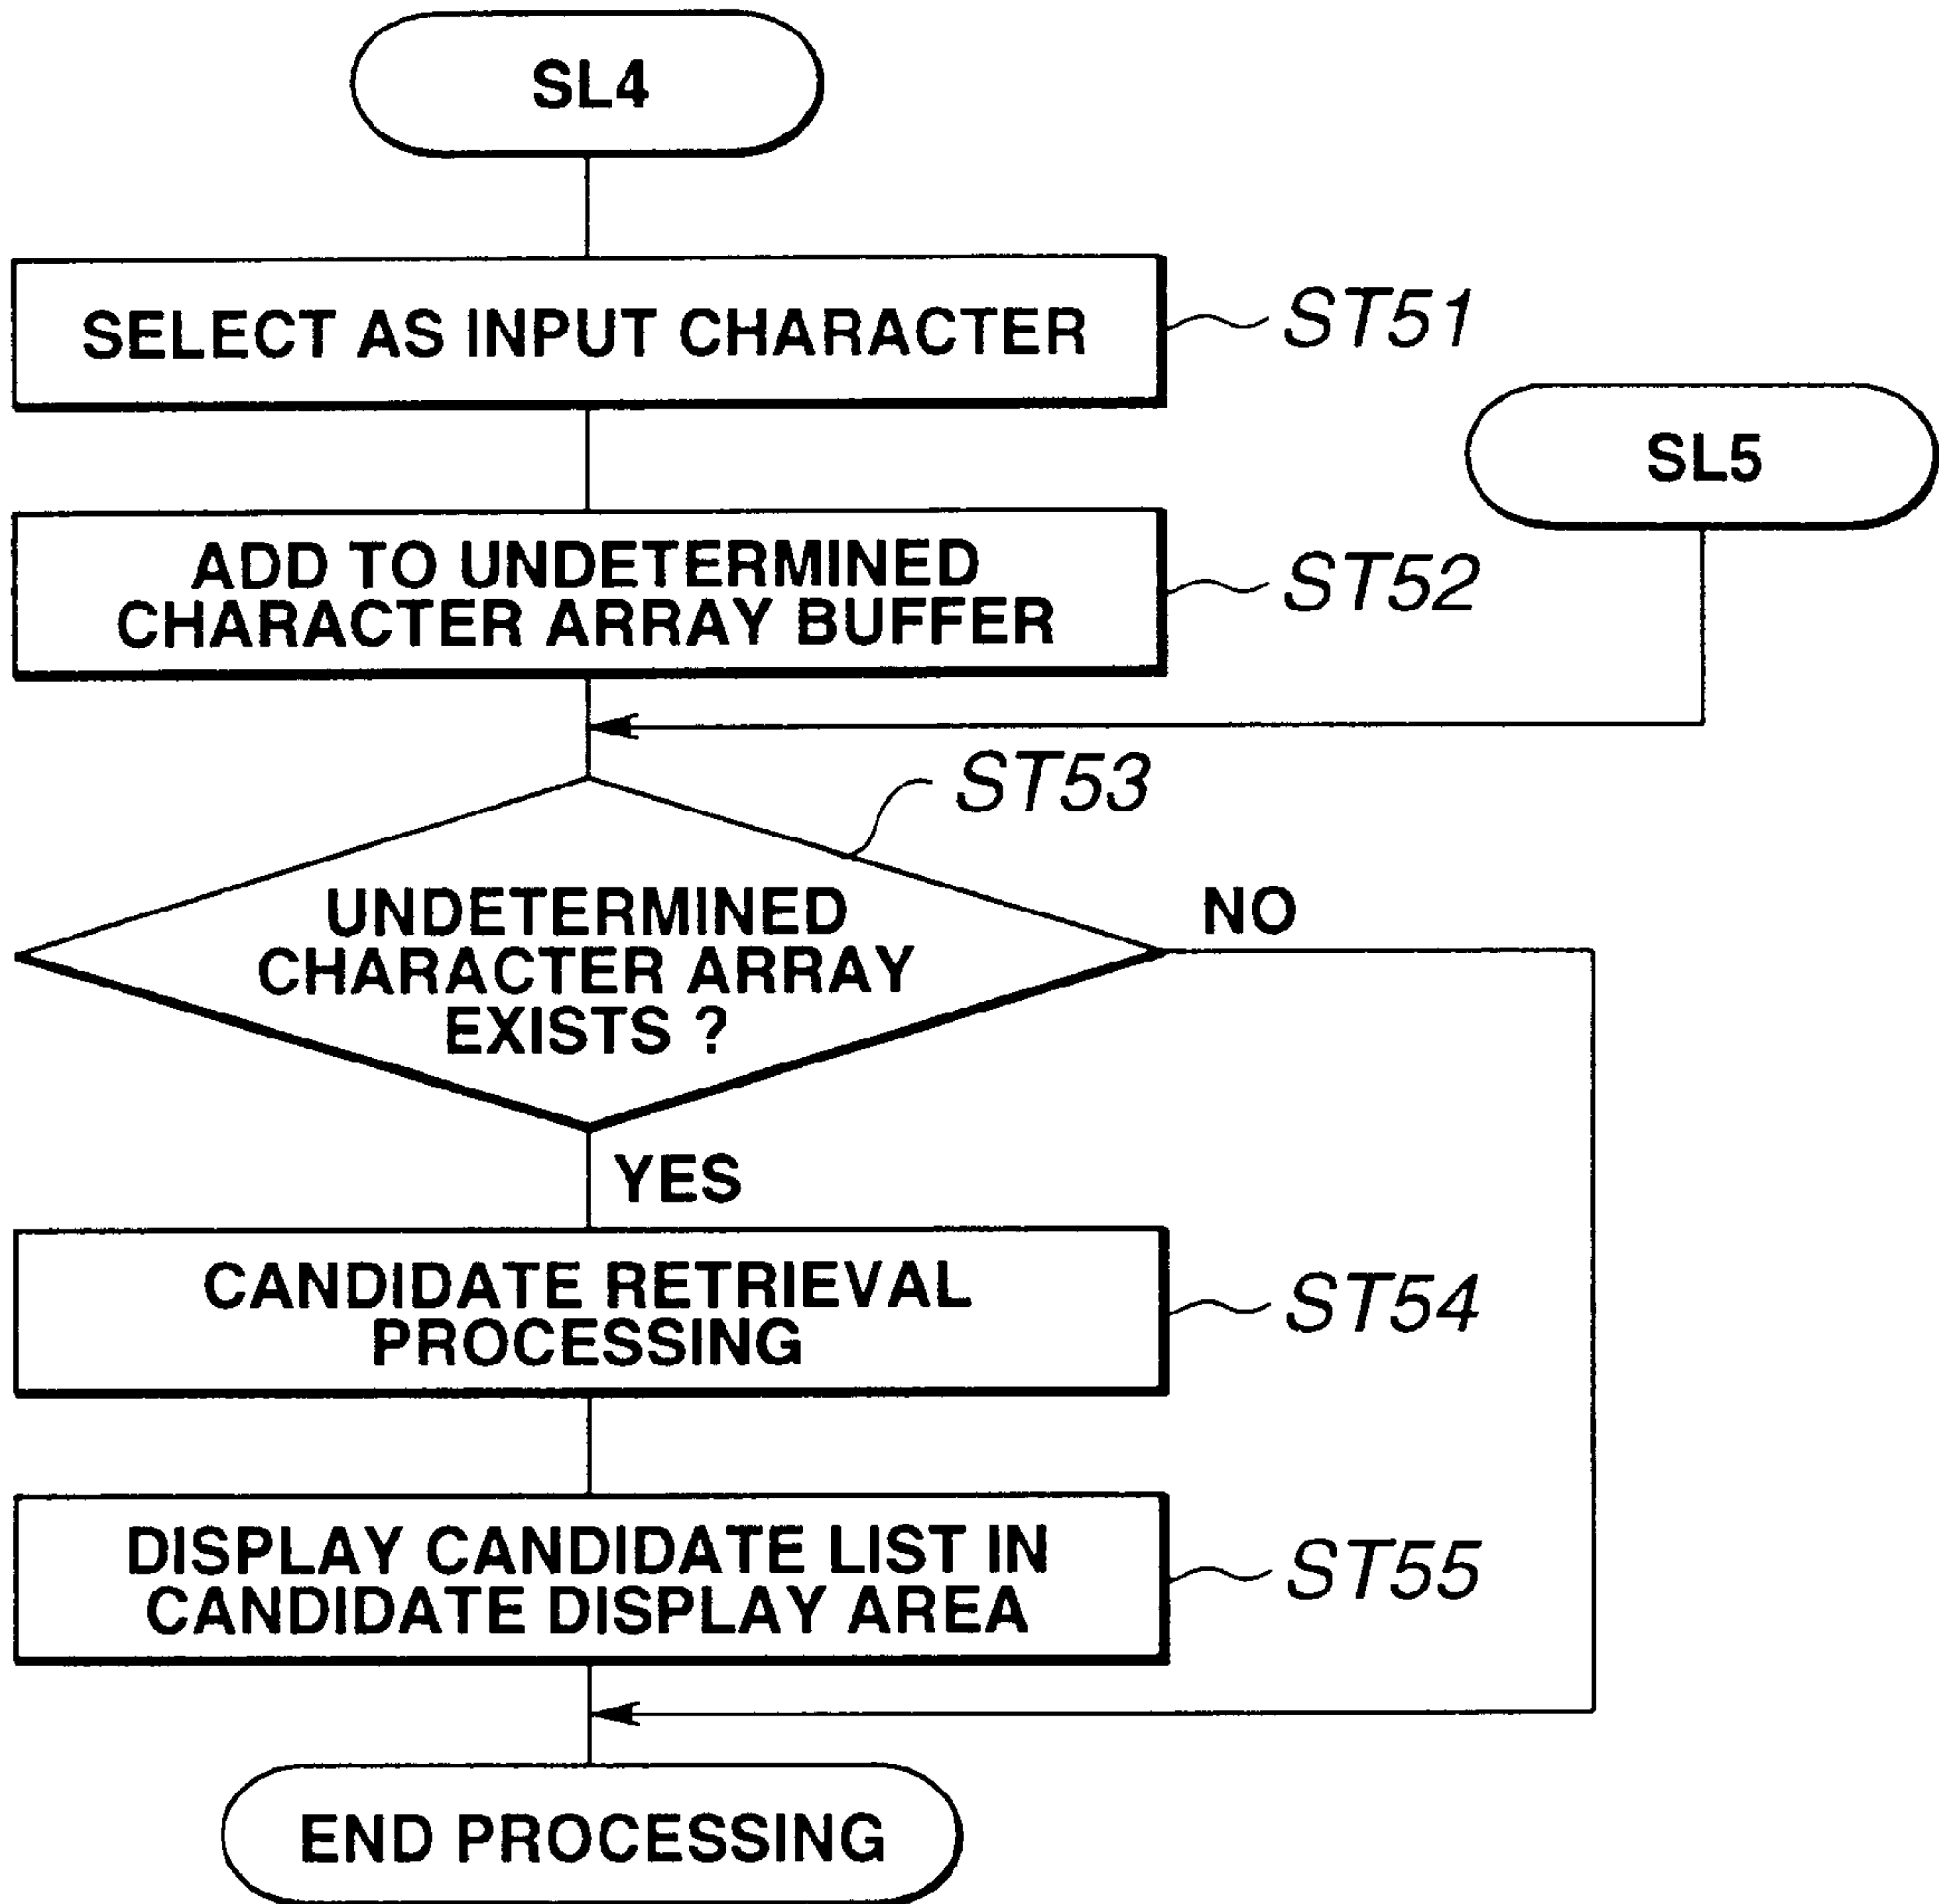 SL4
SELECT AS INPUT CHARACTER
ST51
SL5
ADD TO UNDETERMINED
CHARACTER ARRAY BUFFER
ST52
ST53
UNDETERMINED
CHARACTER ARRAY
EXISTS ?
NO
YES
CANDIDATE RETRIEVAL
PROCESSING
ST54
DISPLAY CANDIDATE LIST IN
CANDIDATE DISPLAY AREA
ST55
END PROCESSING